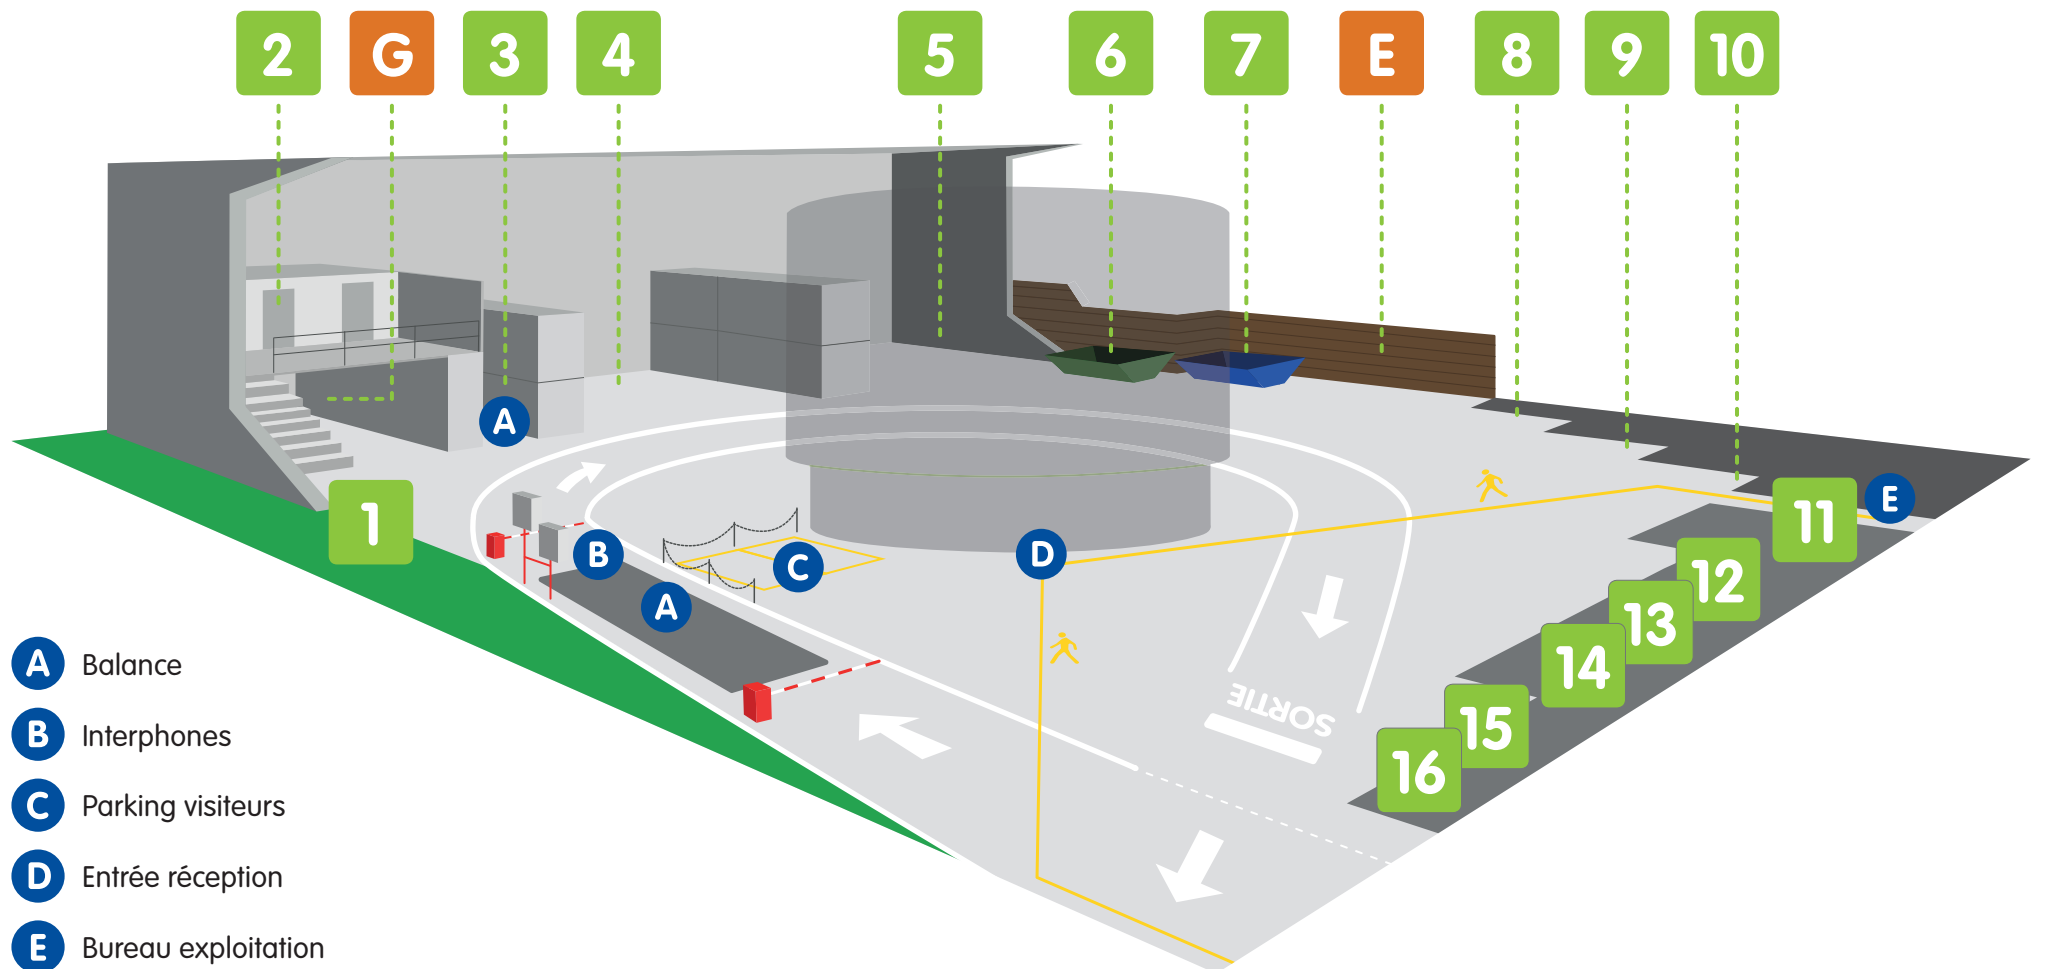 2 G 3 4 5 6 7 E 8 9 10
A
1
B
C
D
E
11
A
12
13
14
15
16
SORTIE
A Balance
B Interphones
C Parking visiteurs
D Entrée réception
E Bureau exploitation